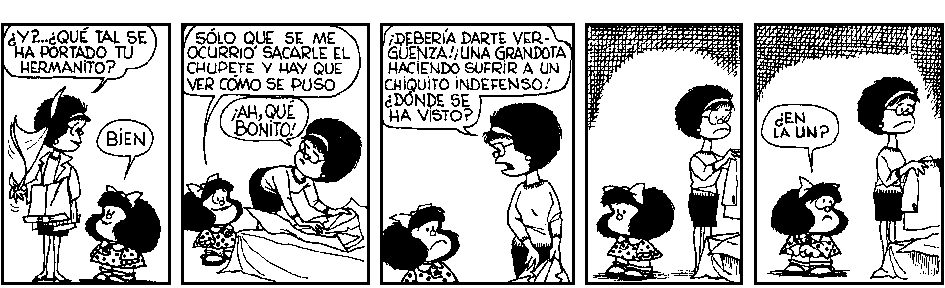 ¿Y?...¿QUÉ TAL SE
HA PORTADO TU
HERMANITO?
BIEN
SÓLO QUE SE ME
OCURRIÓ SACARLE EL
CHUPETE Y HAY QUE
VER CÓMO SE PUSO
¡AH, QUÉ
BONITO!
¡DEBERÍA DARTE VER-
GÜENZA!¡UNA GRANDOTA
HACIENDO SUFRIR A UN
CHIQUITO INDEFENSO!
¿DÓNDE SE
HA VISTO?
¿EN
LA UN?